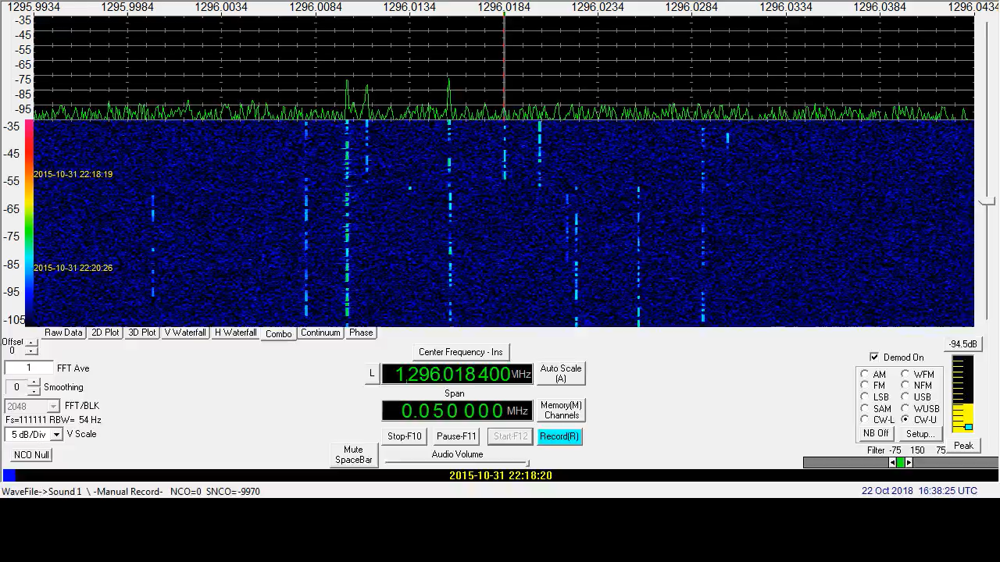 1295.9934 1295.9984 1296.0034 1296.0084 1296.0134 1296.0184 1296.0234 1296.0284 1296.0334 1296.0384 1296.0434
-35
-45
-55
-65
-75
-85
-95
-35
-45
2015-10-31 22:18:19
-55
-65
-75
-85
2015-10-31 22:20:26
-95
-105
Raw Data 2D Plot 3D Plot V Waterfall H Waterfall Combo Continuum Phase
Offset
0
-94.5dB
Center Frequency - Ins
Demod On
1 FFT Ave
L 1,296.018 400 MHz Auto Scale (A)
AM WFM
FM NFM
0 Smoothing
Span
LSB USB
2048 FFT/BLK
0.050 000 MHz Memory(M) Channels
SAM WUSB
Fs=111111 RBW= 54 Hz
CW-L CW-U
5 dB/Div V Scale
Stop-F10 Pause-F11 Start-F12 Record(R)
NB Off Setup...
NCO Null
Mute SpaceBar
Audio Volume
Filter -75 150 75
Peak
2015-10-31 22:18:20
WaveFile->Sound 1 \ -Manual Record- NCO=0 SNCO=-9970
22 Oct 2018 16:38:25 UTC